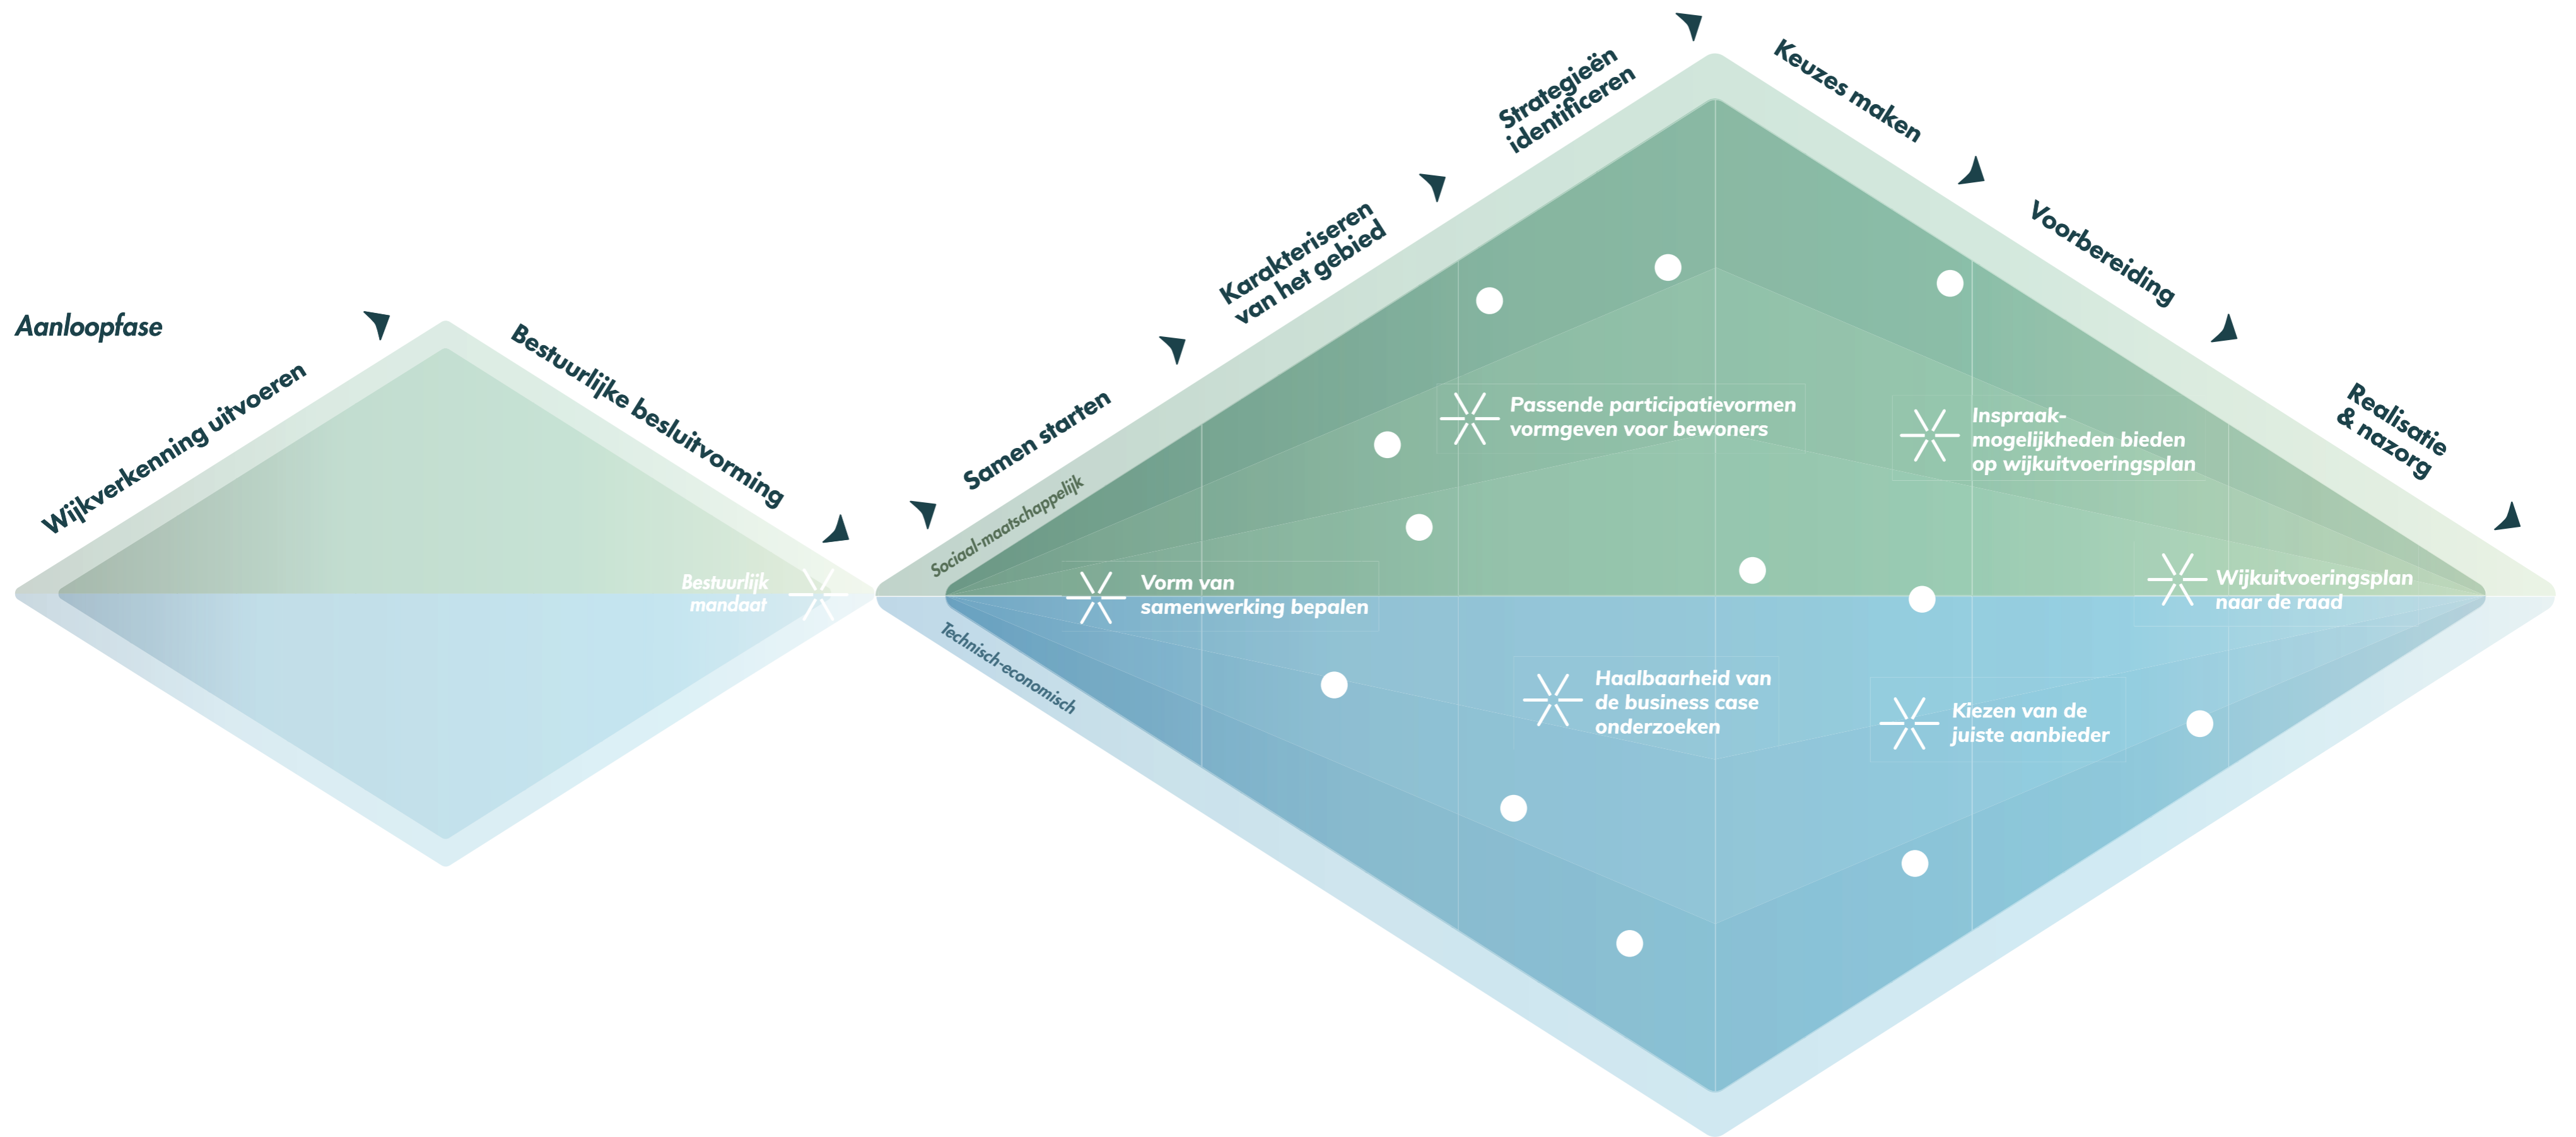 Aanloopfase
Wijkverkenning uitvoeren
Bestuurlijke besluitvorming
Bestuurlijk
mandaat
Samen starten
Karakteriseren
van het gebied
Strategieën
identificeren
Keuzes maken
Voorbereiding
Realisatie
& nazorg
Sociaal-maatschappelijk
Technisch-economisch
Vorm van
samenwerking bepalen
Passende participatievormen
vormgeven voor bewoners
Inspraak-
mogelijkheden bieden
op wijkuitvoeringsplan
Wijkuitvoeringsplan
naar de raad
Haalbaarheid van
de business case
onderzoeken
Kiezen van de
juiste aanbieder